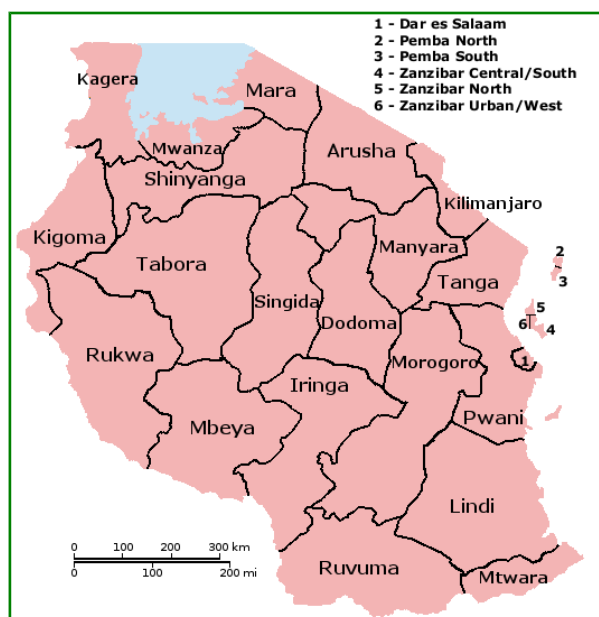 1 - Dar es Salaam
2 - Pemba North
3 - Pemba South
4 - Zanzibar Central/South
5 - Zanzibar North
6 - Zanzibar Urban/West
Kagera
Mara
Mwanza
Arusha
Shinyanga
Kilimanjaro
Kigoma
Manyara
2
Tabora
Tanga
3
Singida
5
Dodoma
6
4
Rukwa
Morogoro
1
Iringa
Mbeya
Pwani
Lindi
0 100 200 300 km
0 100 200 mi
Ruvuma
Mtwara